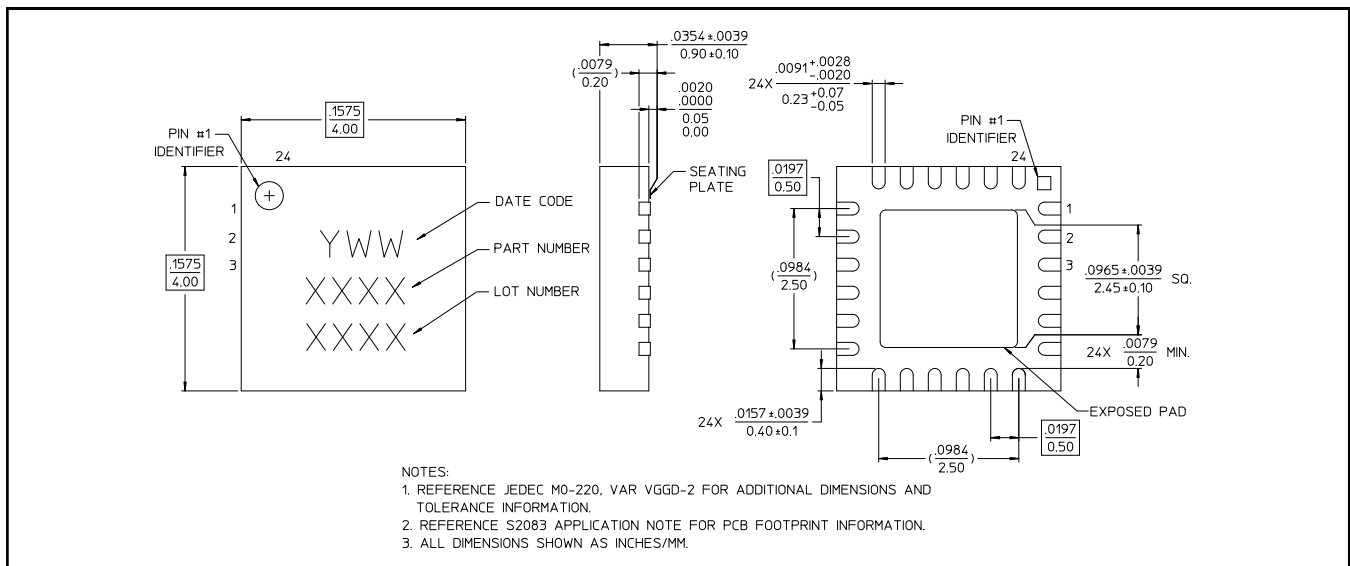 PIN #1
IDENTIFIER
24
.1575
4.00
1
2
3
.1575
4.00
DATE CODE
YWW
PART NUMBER
XXXX
LOT NUMBER
XXXX
.0354±.0039
0.90±0.10
(.0079
0.20)
.0020
.0000
0.05
0.00
SEATING
PLATE
24X .0091 +.0028
-.0020
0.23 +0.07
-0.05
PIN #1
IDENTIFIER
24
.0197
0.50
1
2
3
(.0984
2.50)
.0965±.0039
2.45±0.10 SQ.
24X .0079
0.20 MIN.
EXPOSED PAD
24X .0157±.0039
0.40±0.1
.0197
0.50
(.0984
2.50)
NOTES:
1. REFERENCE JEDEC MO-220, VAR VGGD-2 FOR ADDITIONAL DIMENSIONS AND
TOLERANCE INFORMATION.
2. REFERENCE S2083 APPLICATION NOTE FOR PCB FOOTPRINT INFORMATION.
3. ALL DIMENSIONS SHOWN AS INCHES/MM.